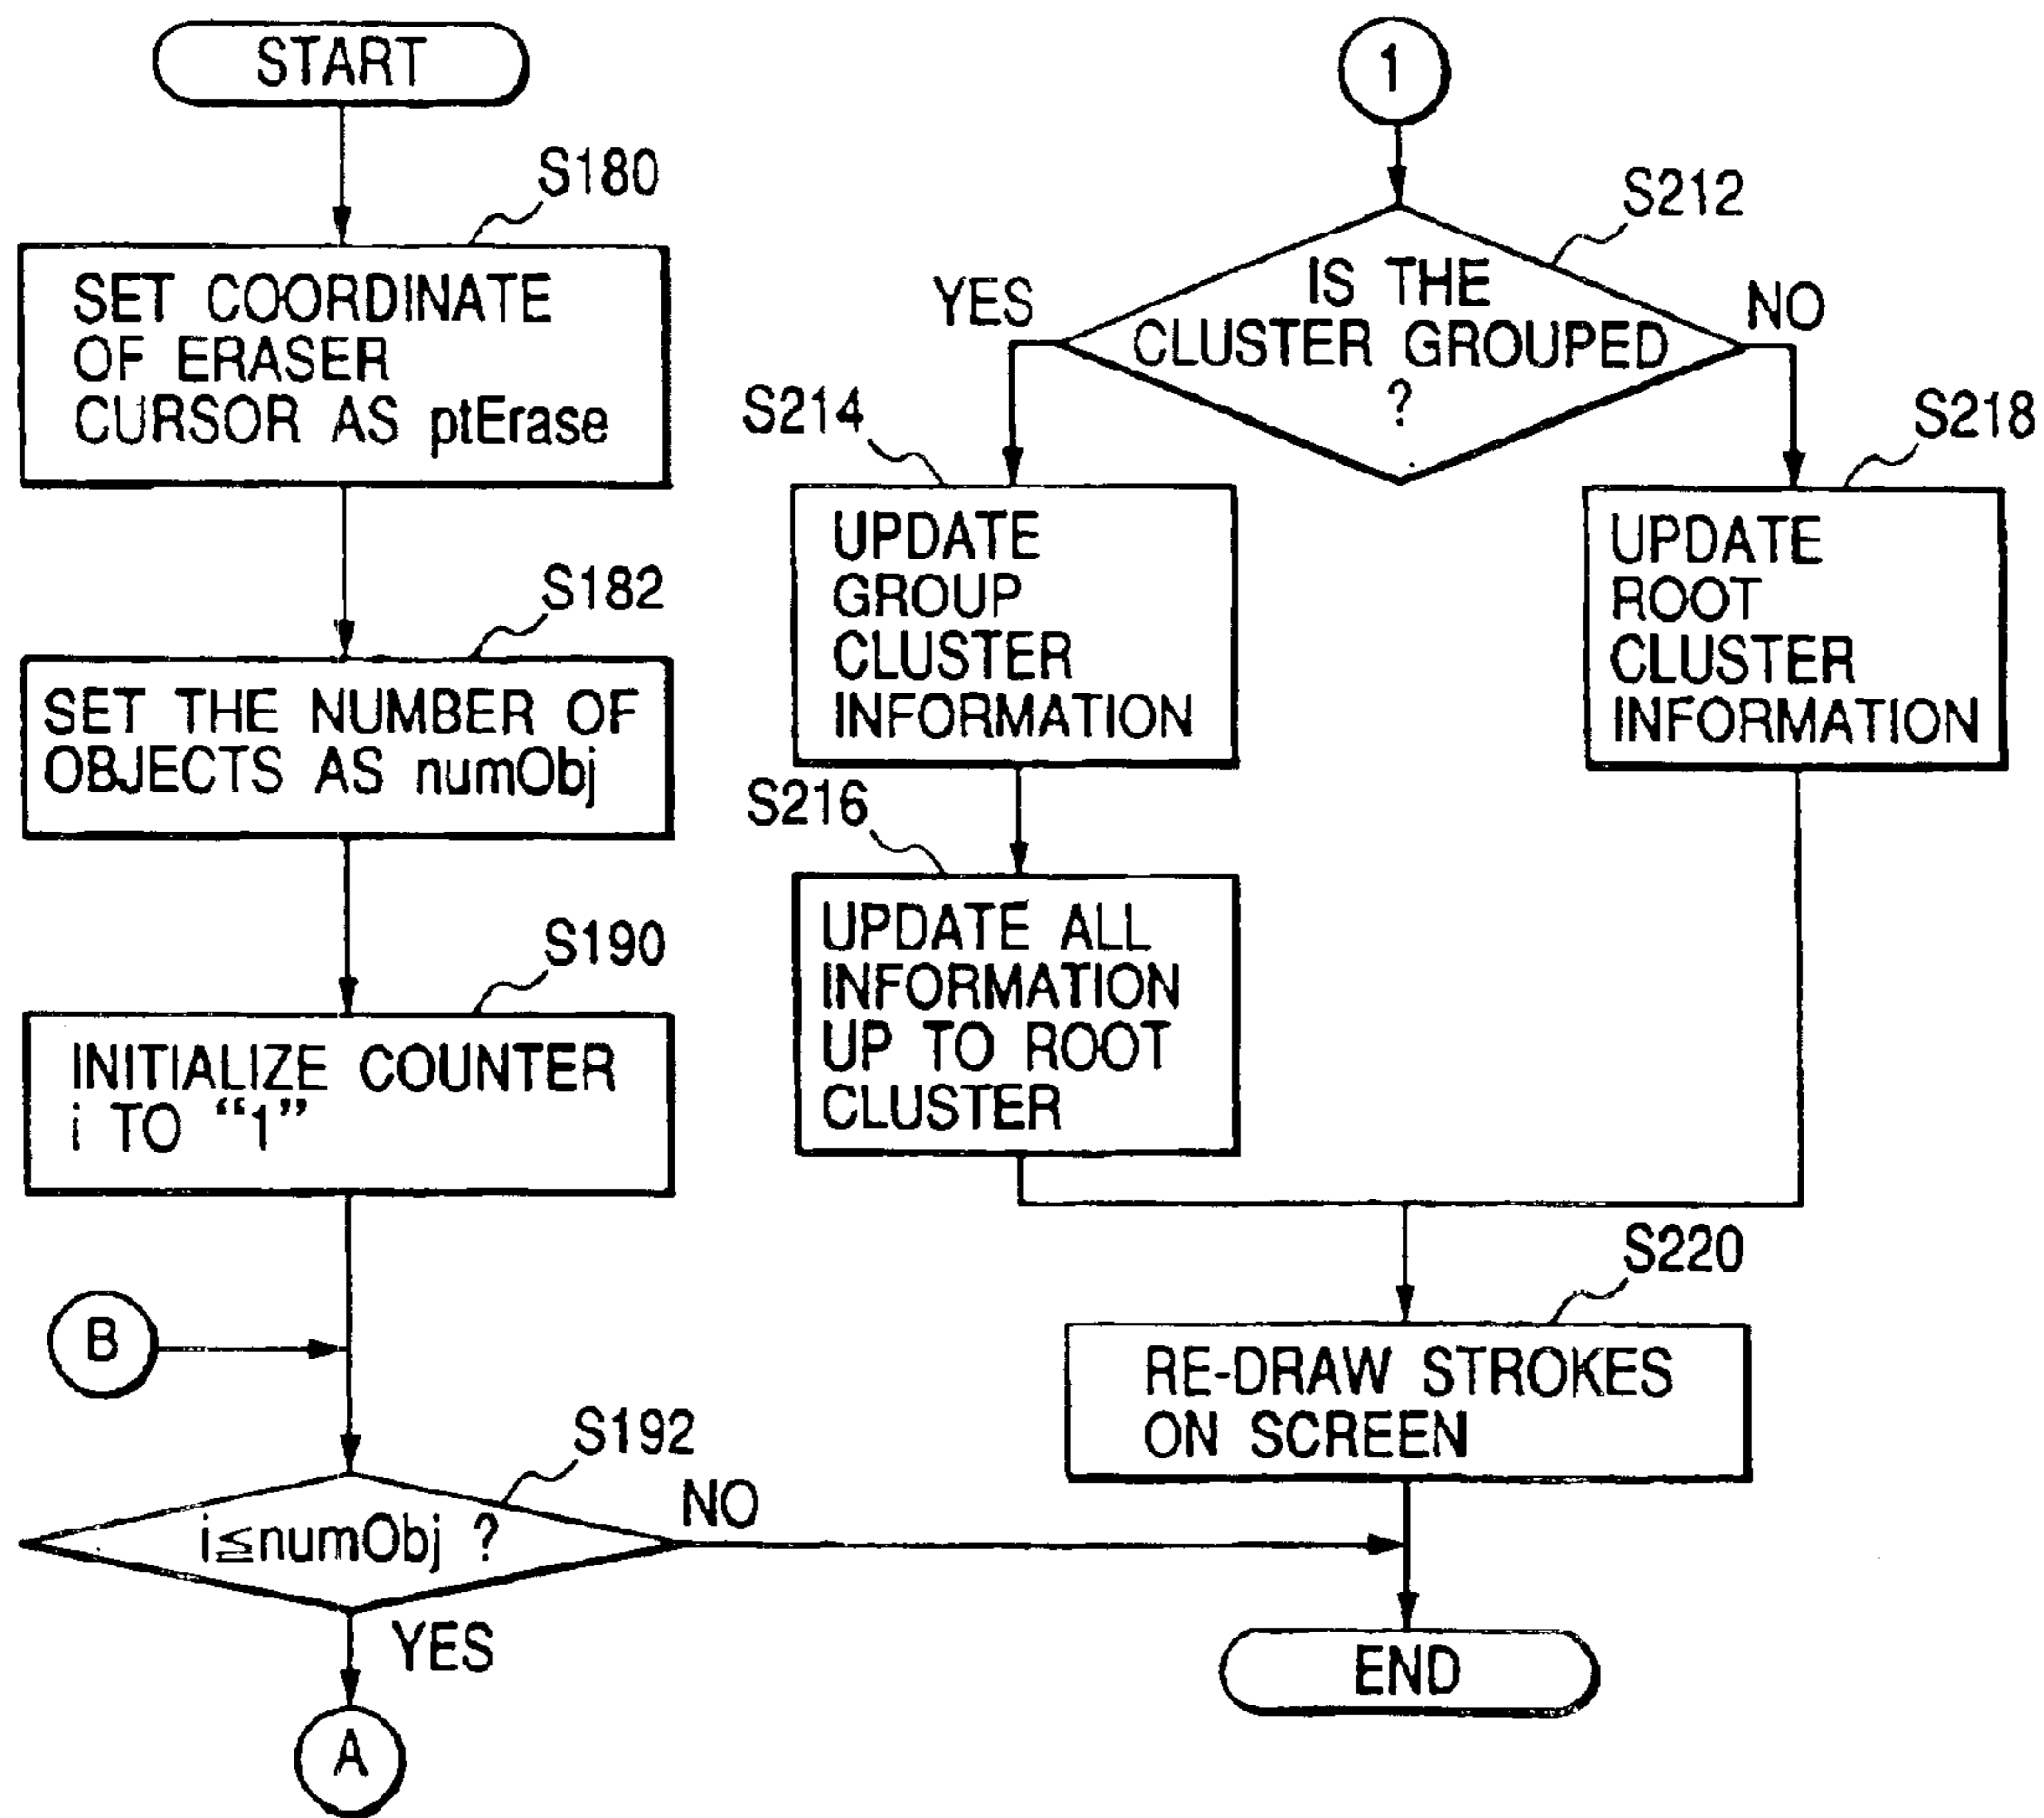 START
S180
SET COORDINATE
OF ERASER
CURSOR AS ptErase
S182
SET THE NUMBER OF
OBJECTS AS numObj
S190
INITIALIZE COUNTER
i TO “1”
B
S192
i≦numObj ?
NO
YES
A
1
S212
IS THE
CLUSTER GROUPED
?
YES
NO
S214
UPDATE
GROUP
CLUSTER
INFORMATION
S218
UPDATE
ROOT
CLUSTER
INFORMATION
S216
UPDATE ALL
INFORMATION
UP TO ROOT
CLUSTER
S220
RE-DRAW STROKES
ON SCREEN
END